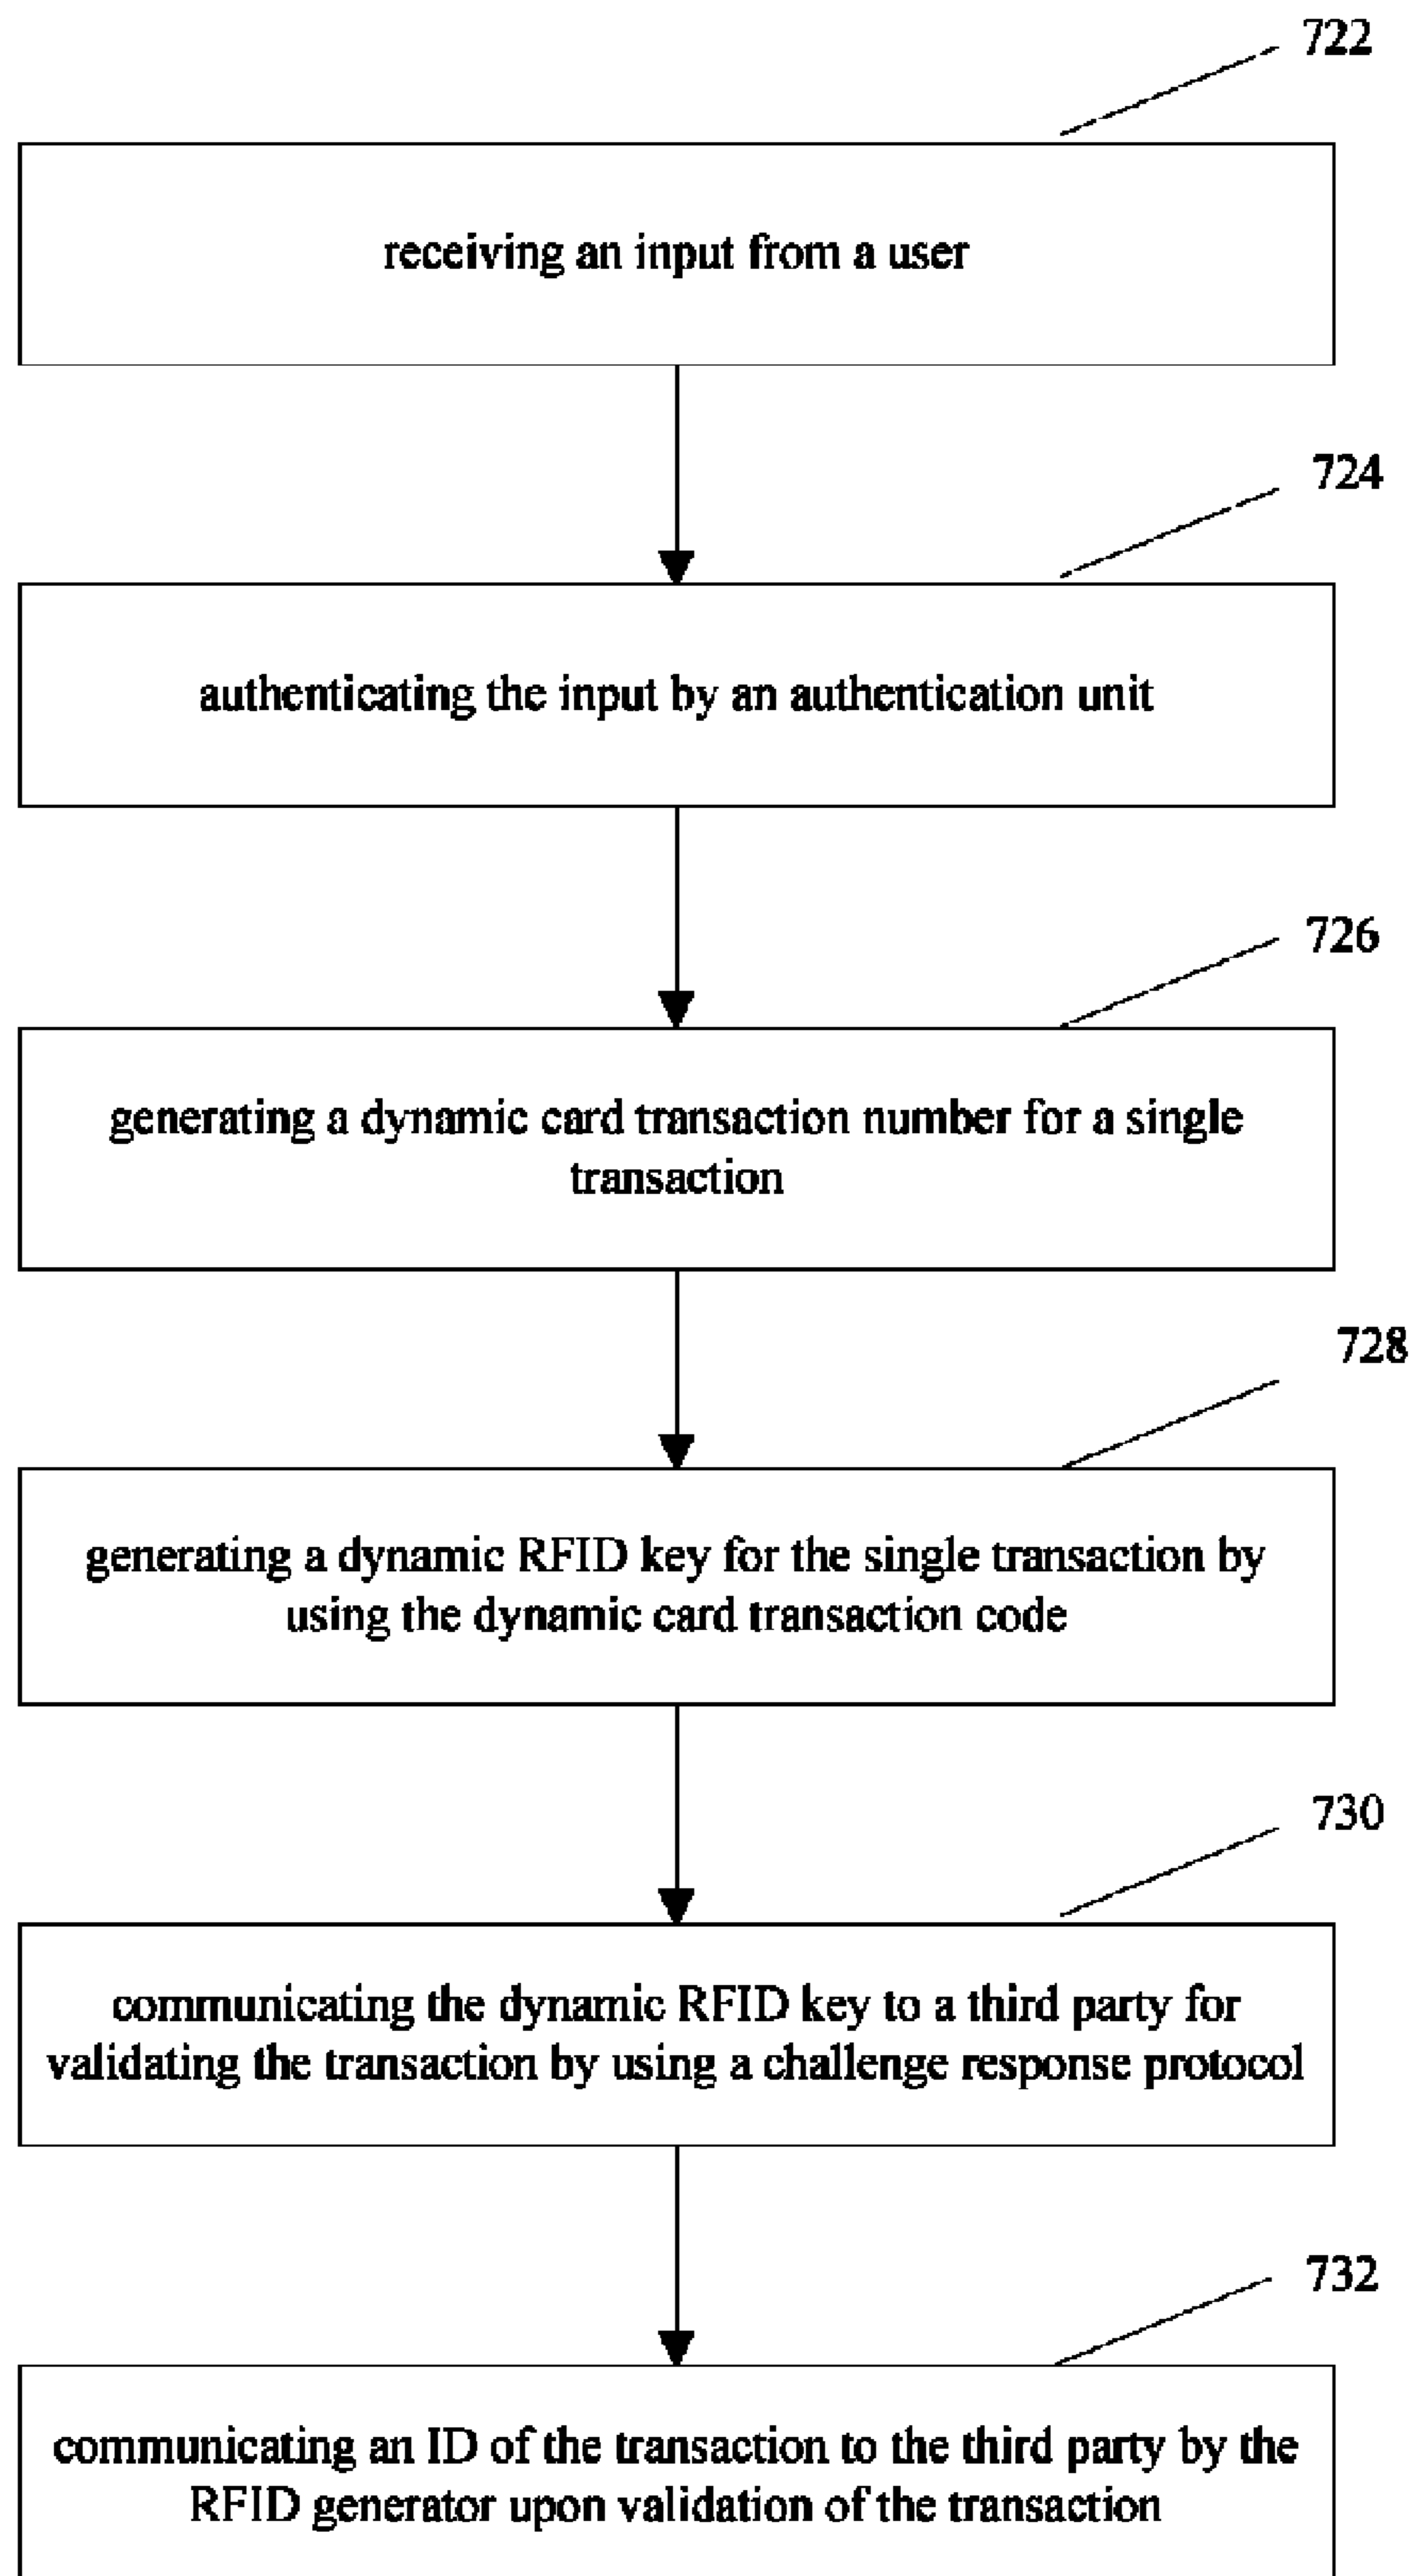 722
receiving an input from a user
724
authenticating the input by an authentication unit
726
generating a dynamic card transaction number for a single
transaction
728
generating a dynamic RFID key for the single transaction by
using the dynamic card transaction code
730
communicating the dynamic RFID key to a third party for
validating the transaction by using a challenge response protocol
732
communicating an ID of the transaction to the third party by the
RFID generator upon validation of the transaction